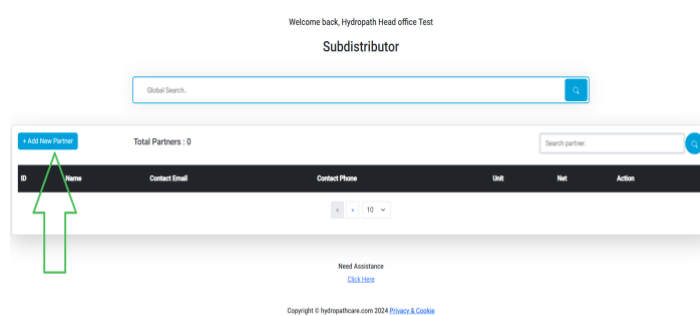 Welcome back, Hydropath Head office Test
Subdistributor
Global Search..
+ Add New Partner
Total Partners : 0
Search partner.
ID Name Contact Email Contact Phone Unit Net Action
« » 10
Need Assistance
Click Here
Copyright © hydropathcare.com 2024 Privacy & Cookie